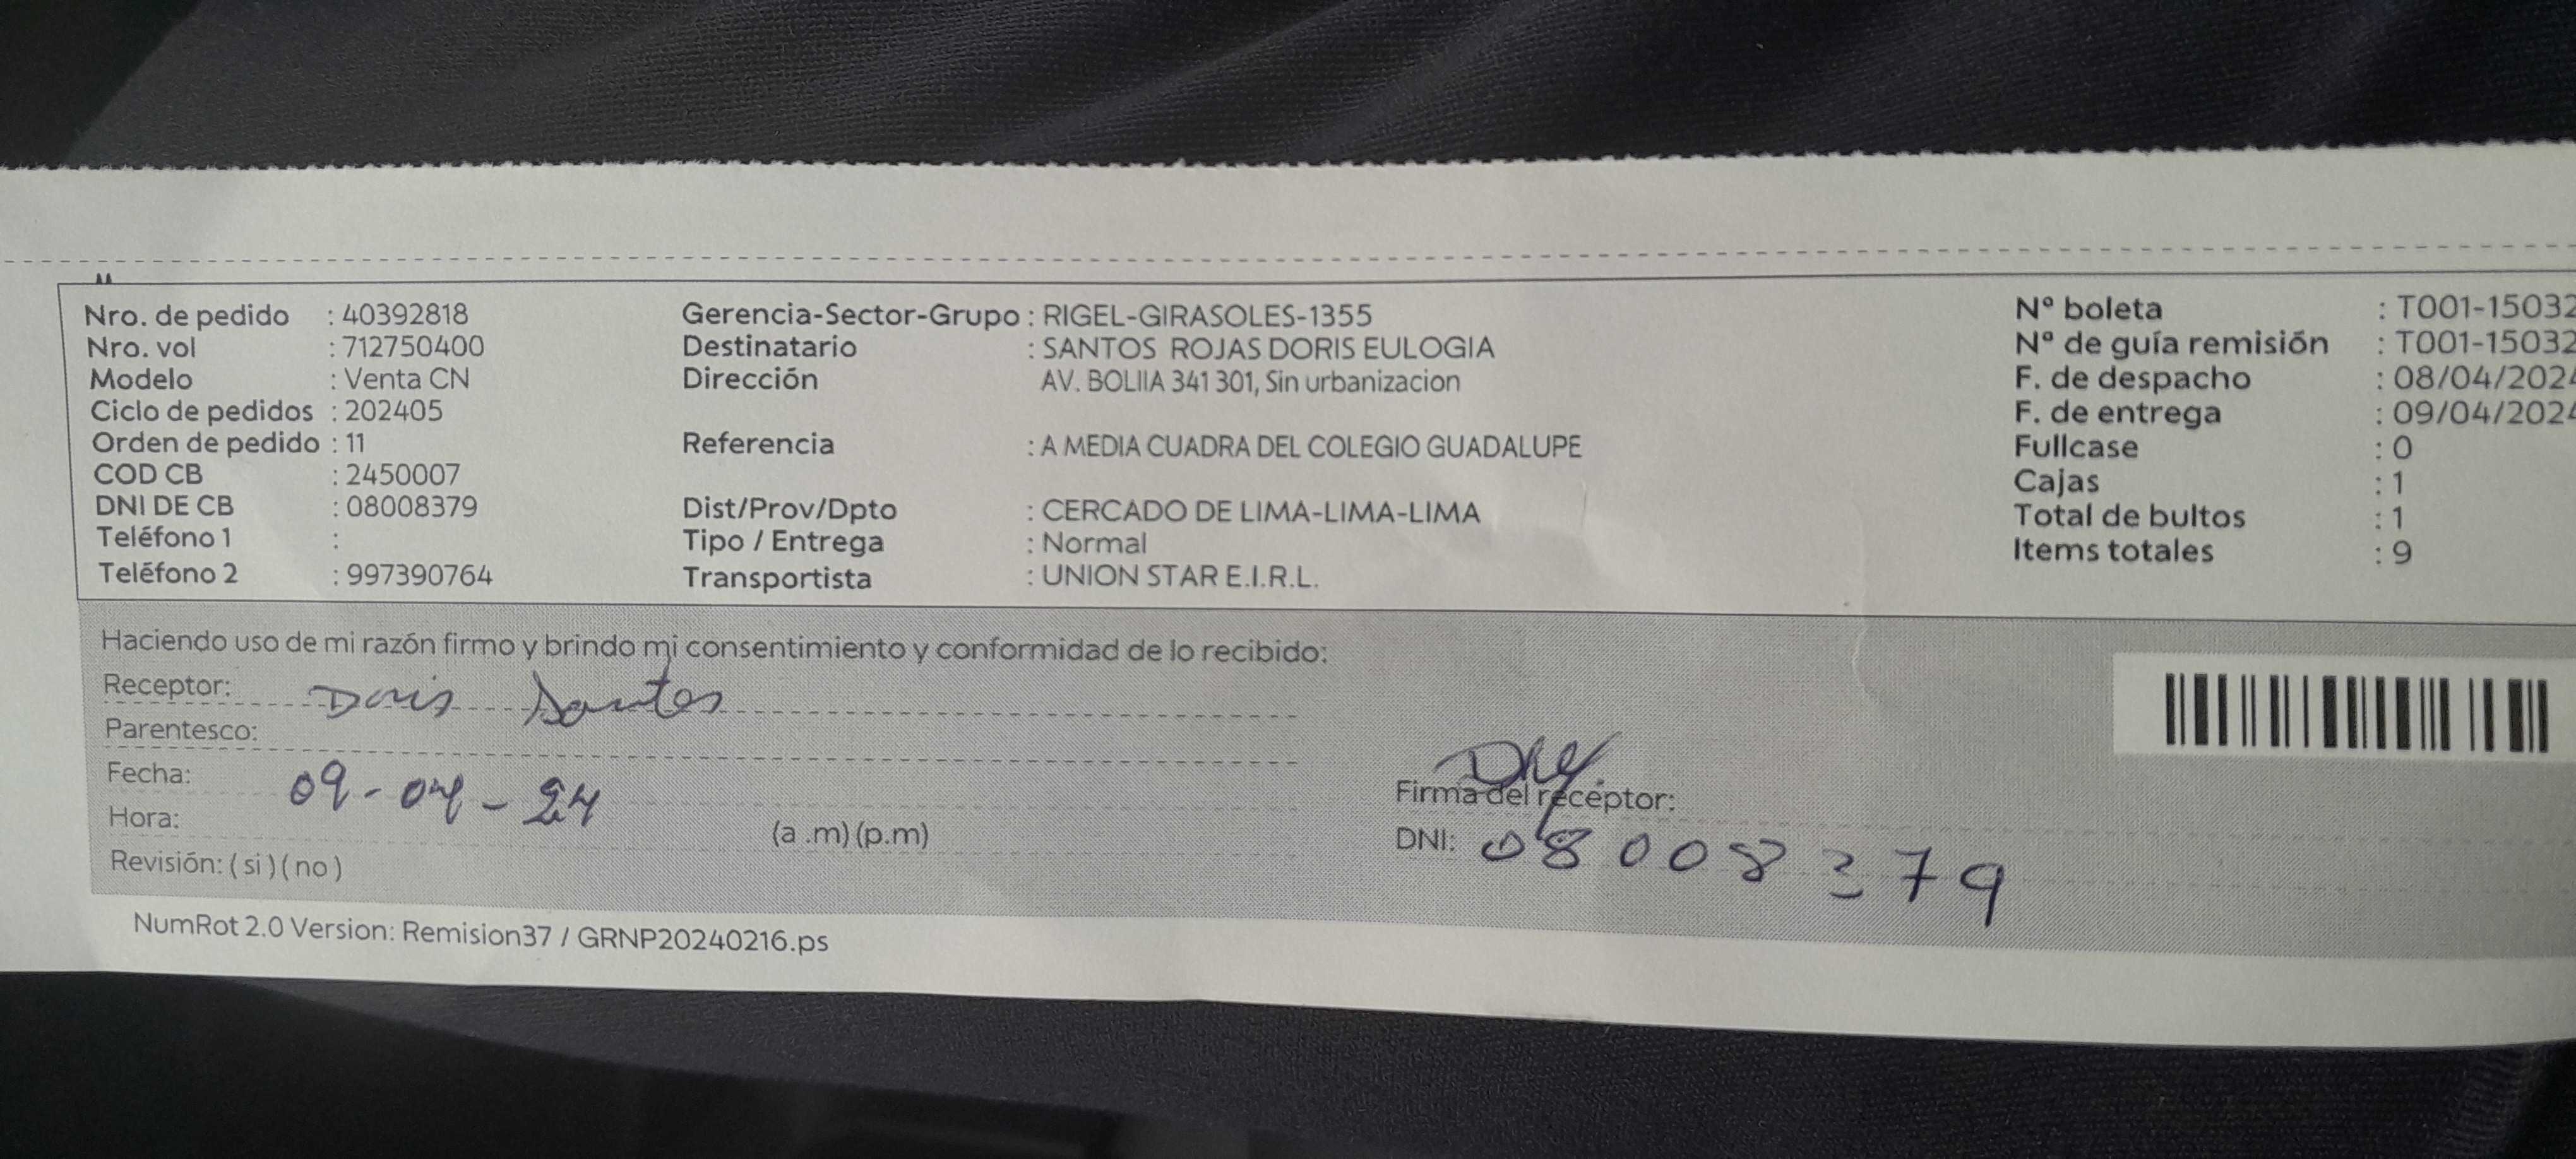 Nro. de pedido : 40392818
Nro. vol : 712750400
Modelo : Venta CN
Ciclo de pedidos : 202405
Orden de pedido : 11
COD CB : 2450007
DNI DE CB : 08008379
Teléfono 1 :
Teléfono 2 : 997390764
Gerencia-Sector-Grupo : RIGEL-GIRASOLES-1355
Destinatario : SANTOS ROJAS DORIS EULOGIA
Dirección AV. BOLIIA 341 301, Sin urbanizacion
Referencia : A MEDIA CUADRA DEL COLEGIO GUADALUPE
Dist/Prov/Dpto : CERCADO DE LIMA-LIMA-LIMA
Tipo / Entrega : Normal
Transportista : UNION STAR E.I.R.L.
Nº boleta : T001-15032
Nº de guía remisión : T001-15032
F. de despacho : 08/04/2024
F. de entrega : 09/04/2024
Fullcase : 0
Cajas : 1
Total de bultos : 1
Items totales : 9
Haciendo uso de mi razón firmo y brindo mi consentimiento y conformidad de lo recibido:
Receptor: Doris Santos
Parentesco:
Fecha: 09-04-24
Hora: (a .m) (p.m)
Revisión: ( si ) ( no )
Firma del receptor:
DNI: 08008379
NumRot 2.0 Version: Remision37 / GRNP20240216.ps